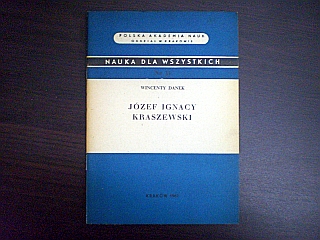 POLSKA AKADEMIA NAUK
ODDZIAŁ W KRAKOWIE
NAUKA DLA WSZYSTKICH
WINCENTY DANEK
JÓZEF IGNACY
KRASZEWSKI
KRAKÓW